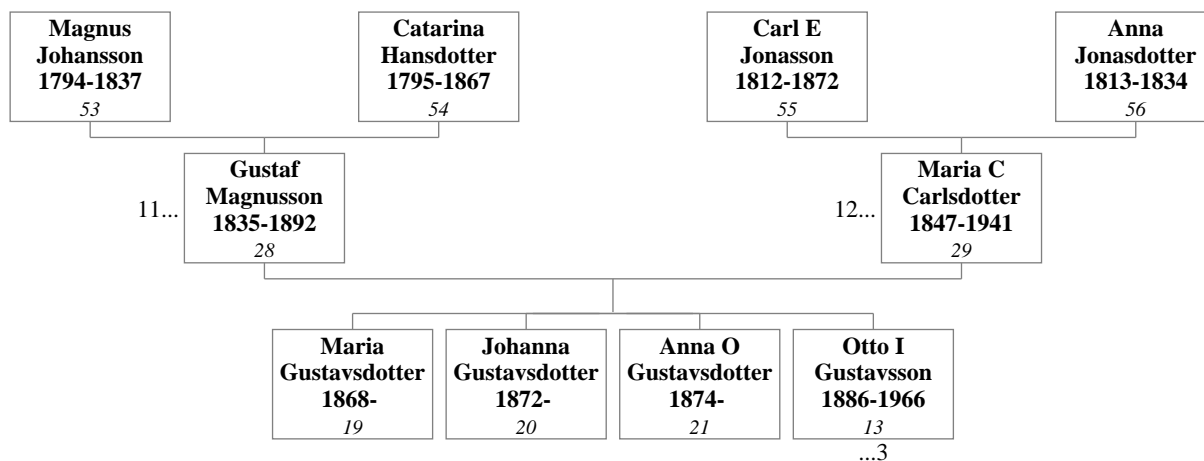 Magnus
Johansson
1794-1837
53
Catarina
Hansdotter
1795-1867
54
Carl E
Jonasson
1812-1872
55
Anna
Jonasdotter
1813-1834
56
11...
Gustaf
Magnusson
1835-1892
28
12...
Maria C
Carlsdotter
1847-1941
29
Maria
Gustavsdotter
1868-
19
Johanna
Gustavsdotter
1872-
20
Anna O
Gustavsdotter
1874-
21
Otto I
Gustavsson
1886-1966
13
...3